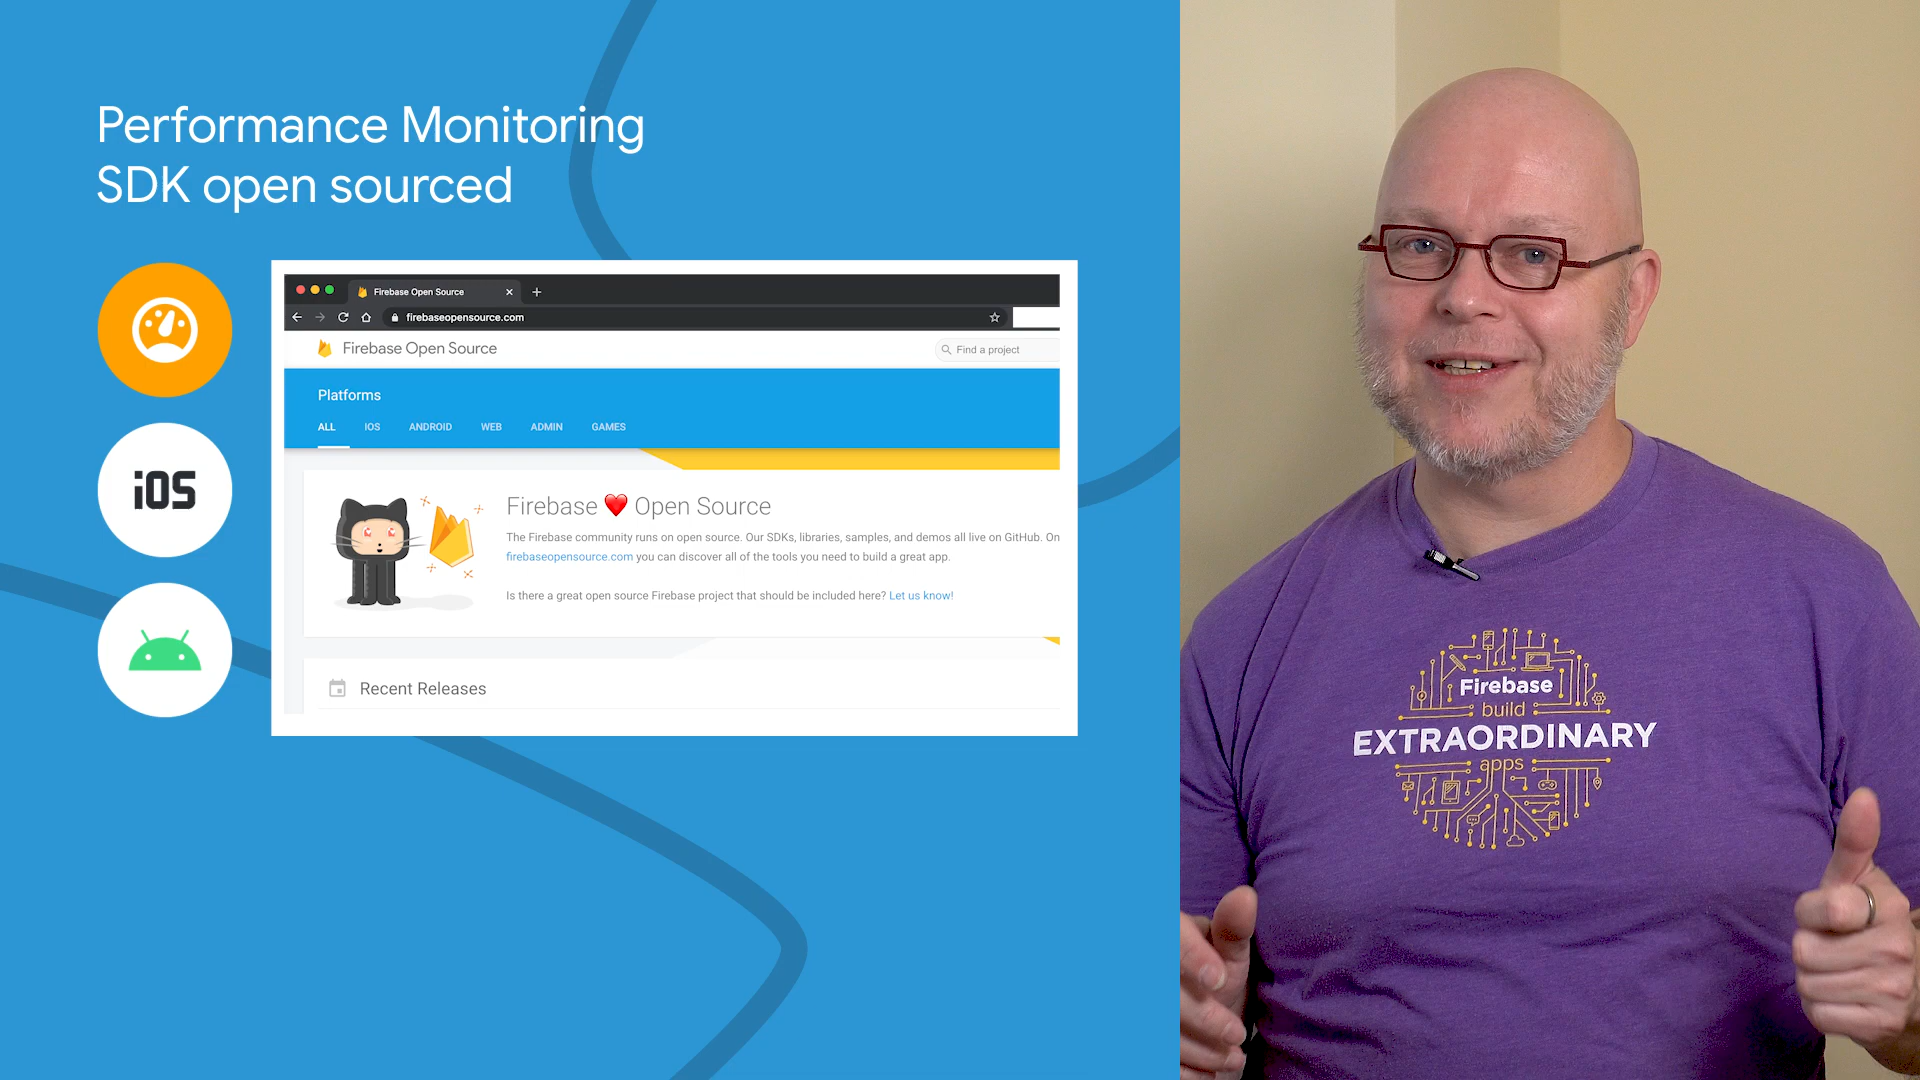 Performance Monitoring
SDK open sourced
Firebase Open Source
firebaseopensource.com
Firebase Open Source
Find a project
Platforms
ALL IOS ANDROID WEB ADMIN GAMES
iOS
Firebase ❤️ Open Source
The Firebase community runs on open source. Our SDKs, libraries, samples, and demos all live on GitHub. On
firebaseopensource.com you can discover all of the tools you need to build a great app.
Is there a great open source Firebase project that should be included here? Let us know!
Recent Releases
Firebase
build
EXTRAORDINARY
apps